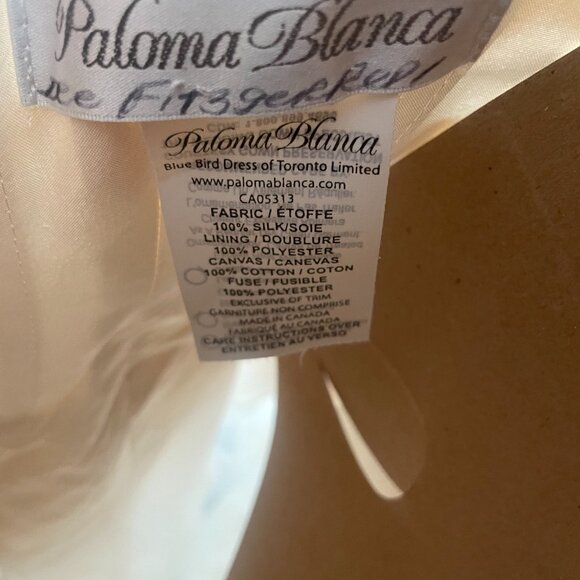 Paloma Blanca
Paloma Blanca
Blue Bird Dress of Toronto Limited
www.palomablanca.com
CA05313
FABRIC / ÉTOFFE
100% SILK/SOIE
LINING / DOUBLURE
100% POLYESTER
CANVAS / CANEVAS
100% COTTON / COTON
FUSE / FUSIBLE
100% POLYESTER
EXCLUSIVE OF TRIM
GARNITURE NON COMPRISE
MADE IN CANADA
FABRIQUÉ AU CANADA
CARE INSTRUCTIONS OVER
ENTRETIEN AU VERSO